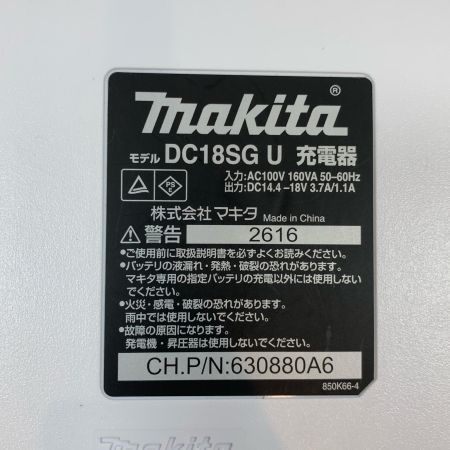 makita®
モデル DC18SG U 充電器
入力:AC100V 160VA 50-60Hz
出力:DC14.4 -18V 3.7A/1.1A
PS
E
株式会社 マキタ Made in China
警告 2616
●ご使用前に取扱説明書を必ずよくお読みください。
●バッテリの液漏れ・発熱・破裂の恐れがあります。
マキタ専用の指定バッテリの充電以外には使用しない
でください。
●火災・感電・破裂の恐れがあります。
雨中では使用しないでください。
●故障の原因になります。
発電機・昇圧器は使用しないでください。
CH.P/N:630880A6
850K66-4
makita